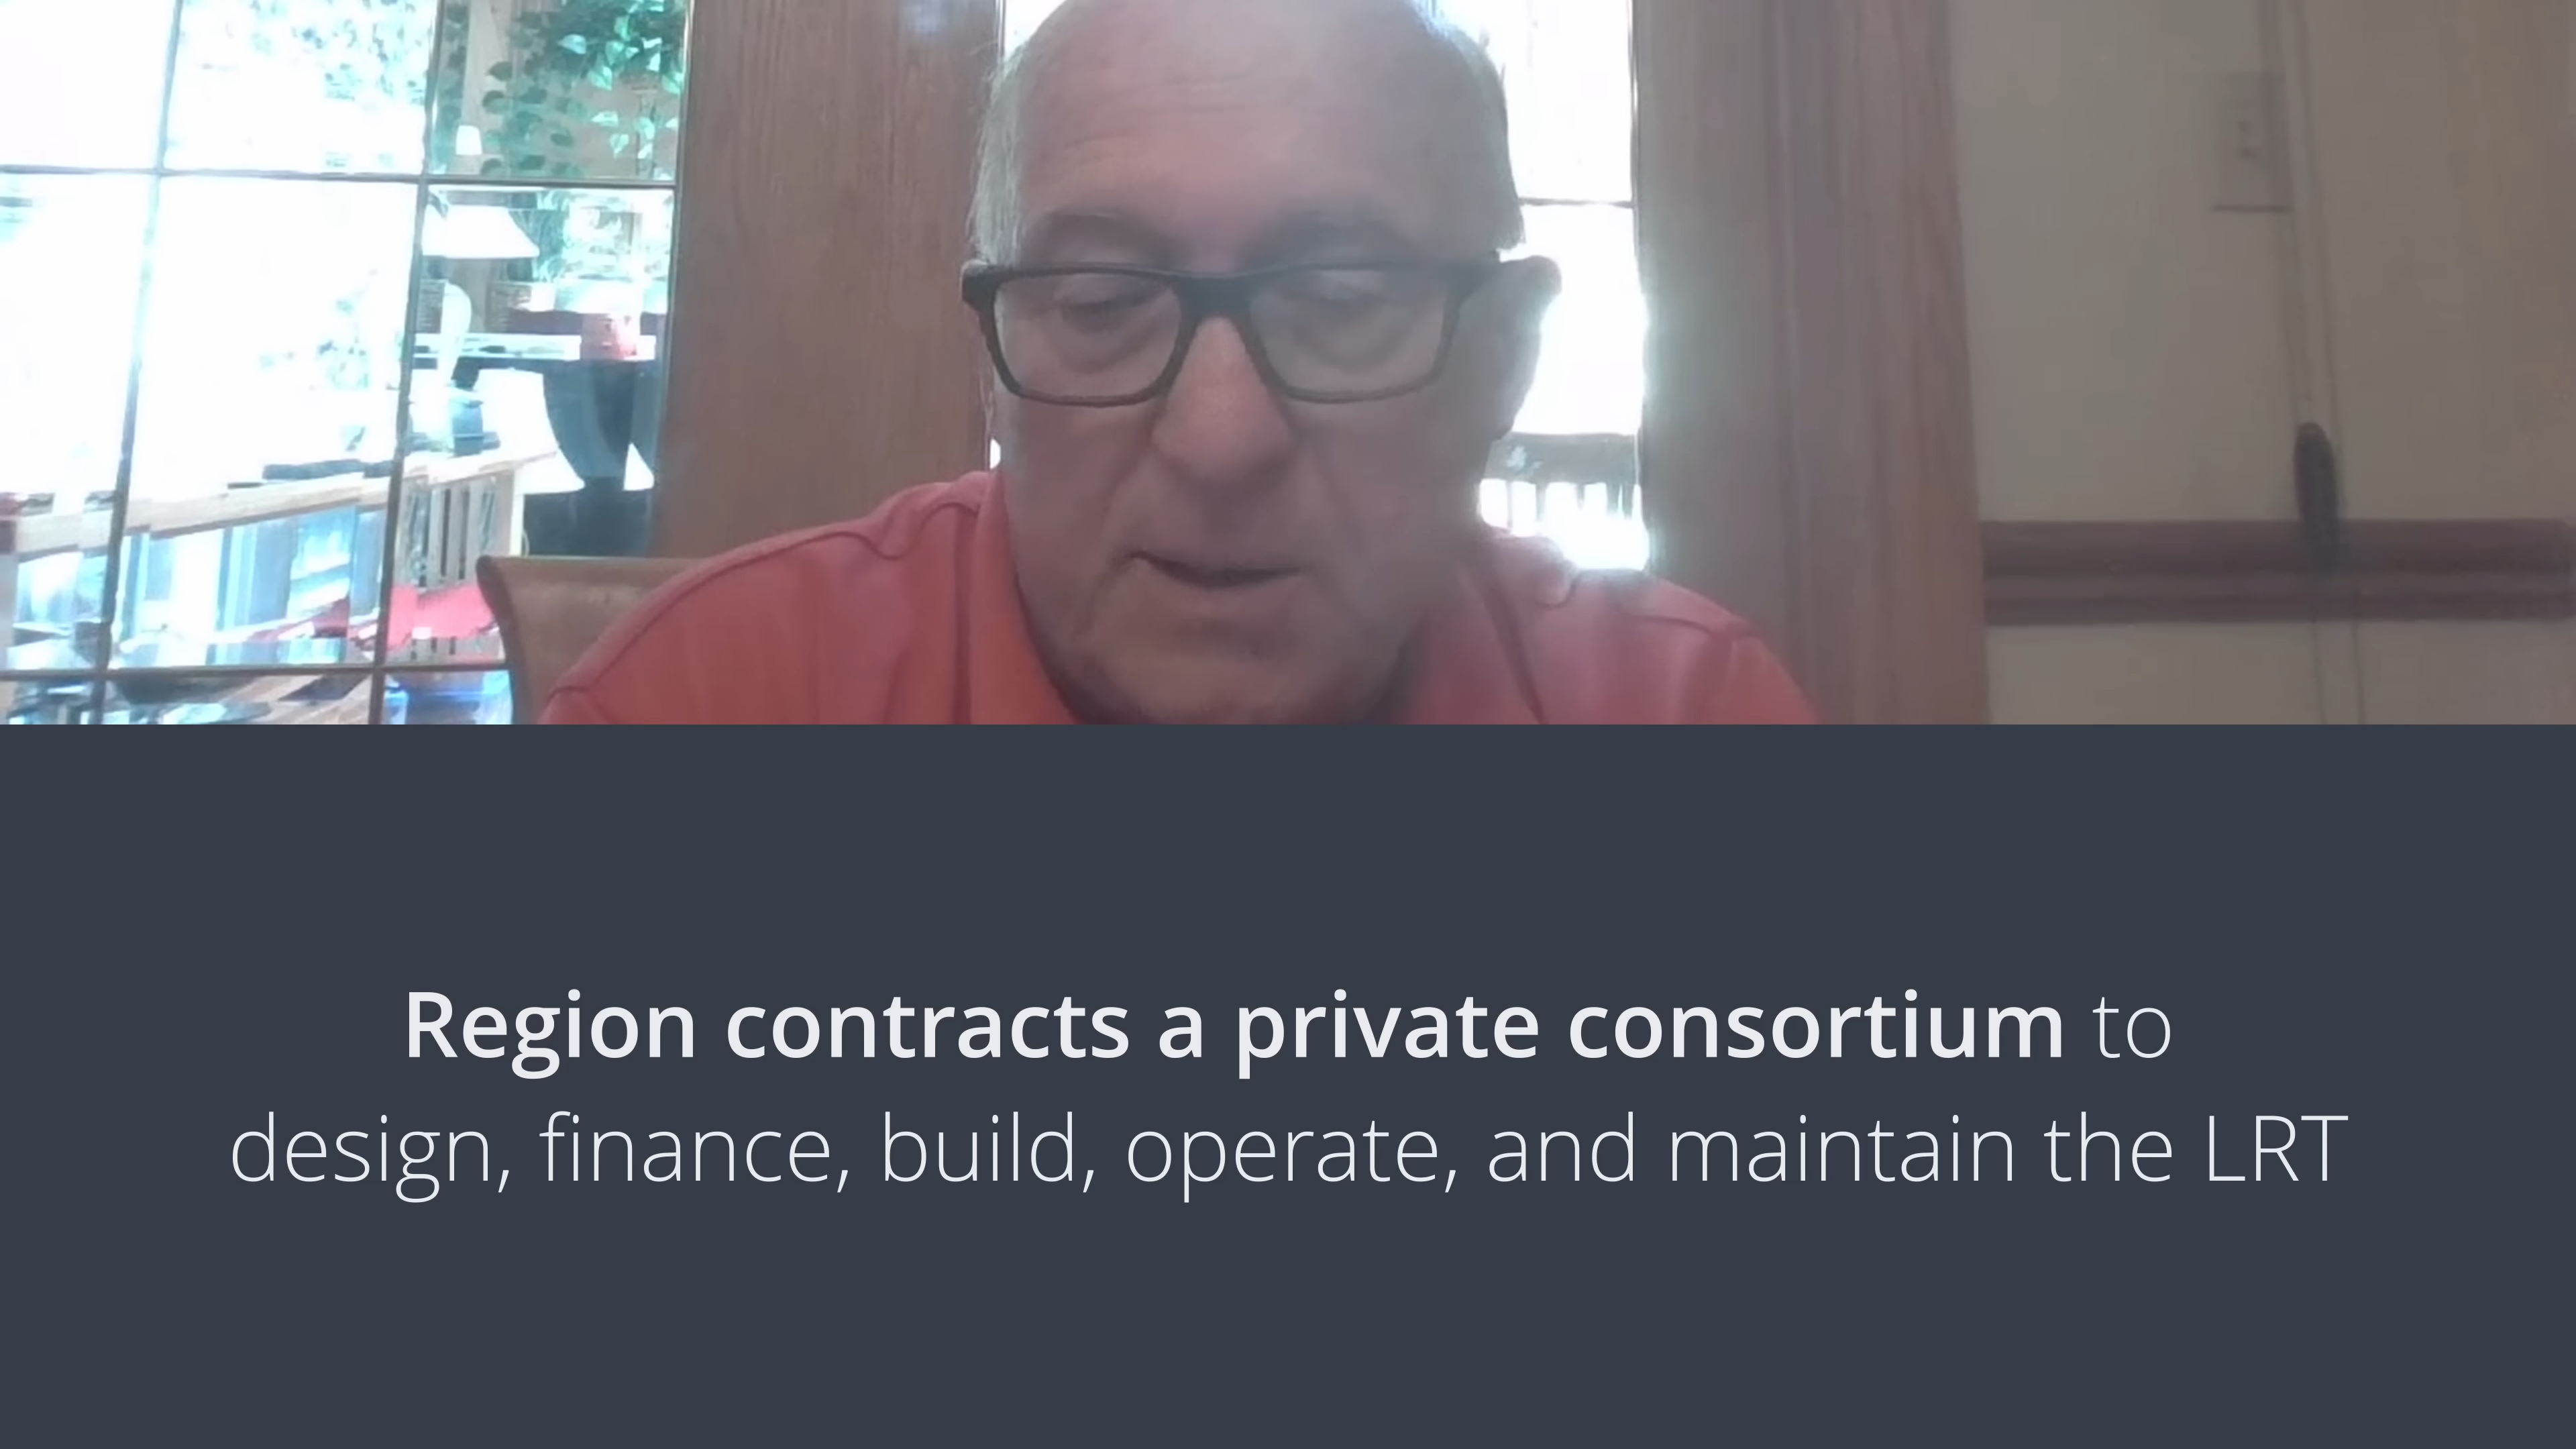 Region contracts a private consortium to
design, finance, build, operate, and maintain the LRT